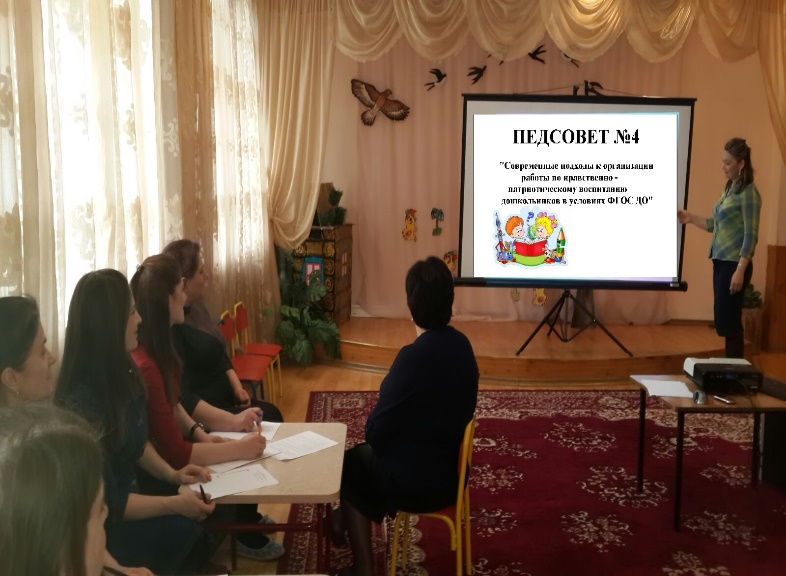 ПЕДСОВЕТ №4
"Современные подходы к организации
работы по нравственно -
патриотическому воспитанию
дошкольников в условиях ФГОС ДО"